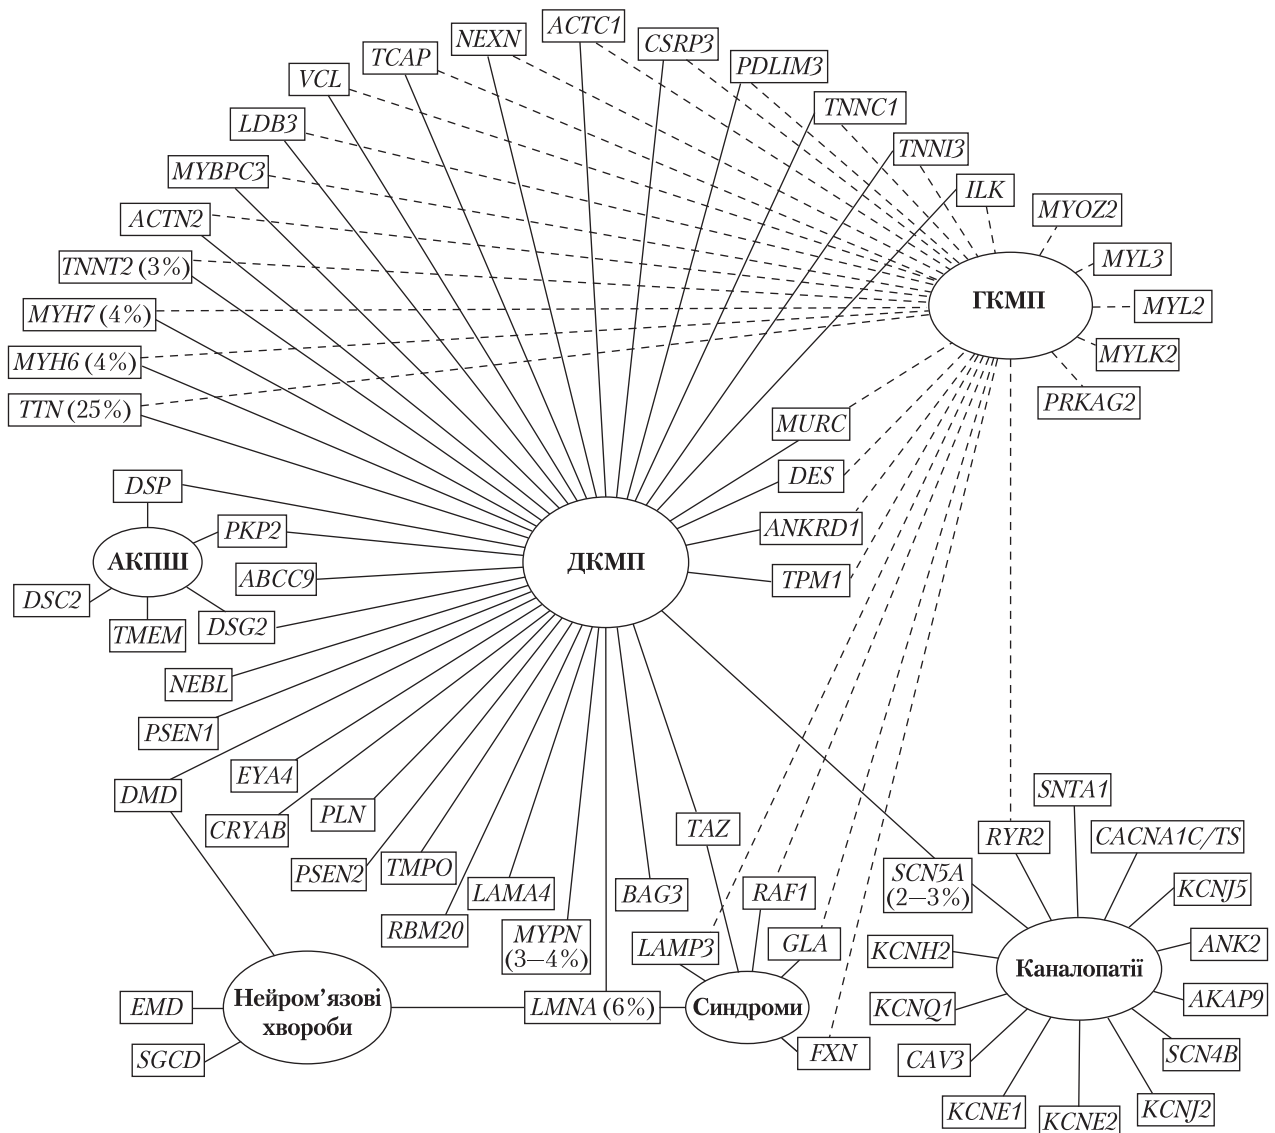 ACTC1
NEXN
CSRP3
TCAP
PDLIM3
VCL
TNNC1
LDB3
TNNI3
MYBPC3
ILK
ACTN2
MYOZ2
TNNT2 (3%)
MYL3
ГКМП
MYH7 (4%)
MYL2
MYH6 (4%)
MYLK2
TTN (25%)
PRKAG2
MURC
DES
DSP
ANKRD1
PKP2
АКПШ
ДКМП
ABCC9
TPM1
DSC2
DSG2
TMEM
NEBL
PSEN1
EYA4
DMD
SNTA1
PLN
CRYAB
TAZ
RYR2
CACNA1C/TS
PSEN2
TMPO
SCN5A
(2–3%)
LAMA4
BAG3
RAF1
KCNJ5
RBM20
MYPN
(3–4%)
LAMP3
GLA
KCNH2
ANK2
Каналопатії
Нейром’язові
хвороби
EMD
LMNA (6%)
Синдроми
KCNQ1
AKAP9
SGCD
FXN
CAV3
SCN4B
KCNE1
KCNE2
KCNJ2